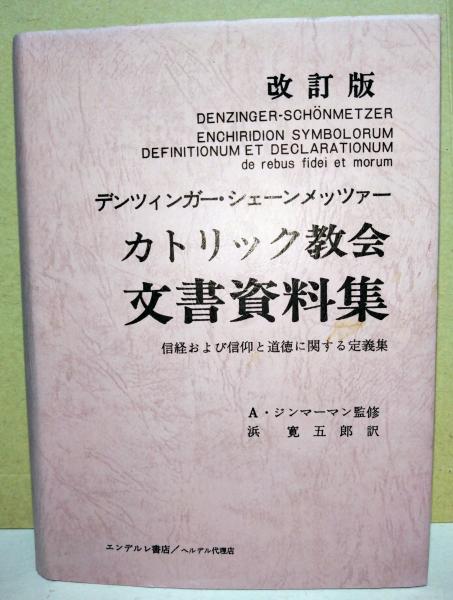 改訂版
DENZINGER-SCHÖNMETZER
ENCHIRIDION SYMBOLORUM
DEFINITIONUM ET DECLARATIONUM
de rebus fidei et morum
デンツィンガー・シェーンメッツァー
カトリック教会
文書資料集
信経および信仰と道徳に関する定義集
A・ジンマーマン監修
浜 寛五郎訳
エンデルレ書店/ヘルデル代理店